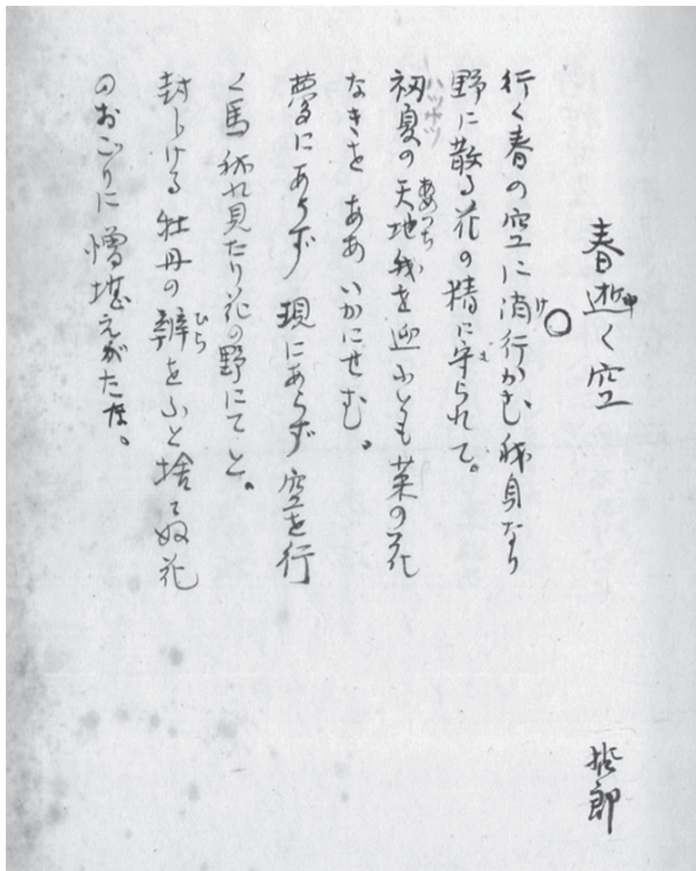 春逝く空
哲郎
行く春の空に消行かむ我身なり
野に散る花の精に守られて。
初夏の天地我を迎ふとも菜の花
なきをああいかにせむ。
夢にあらず現にあらず空を行
く馬我れ見たり花の野にてと。
封しける牡丹の辨をふと捨てぬ花
のおごりに憎堪えがたな。